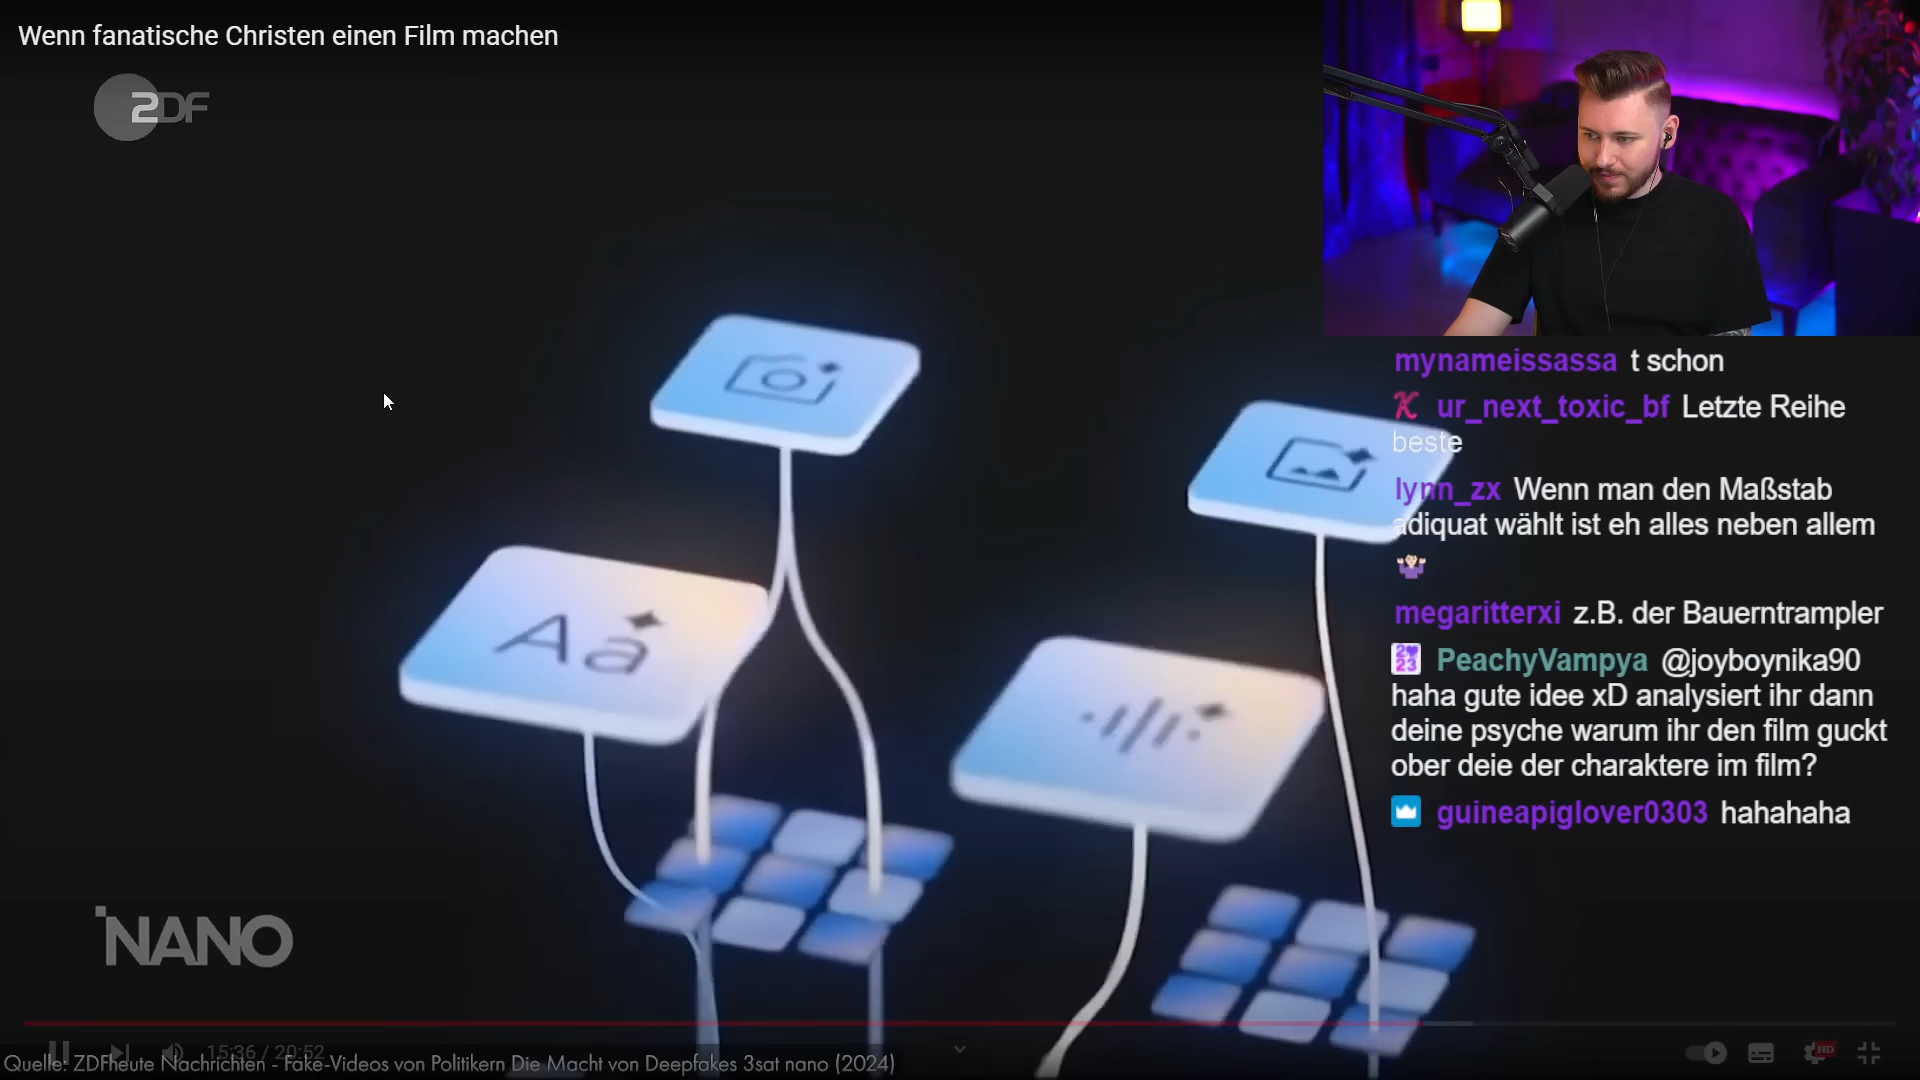 Wenn fanatische Christen einen Film machen
2DF
mynameissassa t schon
ur_next_toxic_bf Letzte Reihe
beste
lynn_zx Wenn man den Maßstab
adiquat wählt ist eh alles neben allem
megaritterxi z.B. der Bauerntrampler
2023 PeachyVampya @joyboynika90
haha gute idee xD analysiert ihr dann
deine psyche warum ihr den film guckt
ober deie der charaktere im film?
guineapiglover0303 hahahaha
Aa
NANO
15:36 / 20:52
HD
Quelle: ZDFheute Nachrichten - Fake-Videos von Politikern Die Macht von Deepfakes 3sat nano (2024)